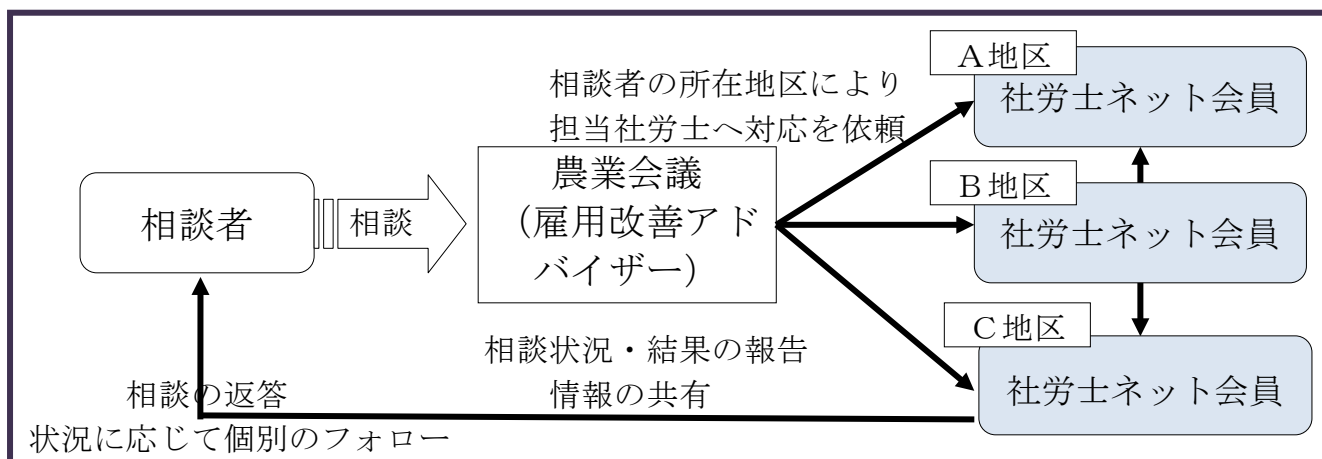 A地区
社労士ネット会員
相談者の所在地区により
担当社労士へ対応を依頼
農業会議
(雇用改善アド
バイザー)
相談者
相談
B地区
社労士ネット会員
C地区
社労士ネット会員
相談状況・結果の報告
情報の共有
相談の返答
状況に応じて個別のフォロー